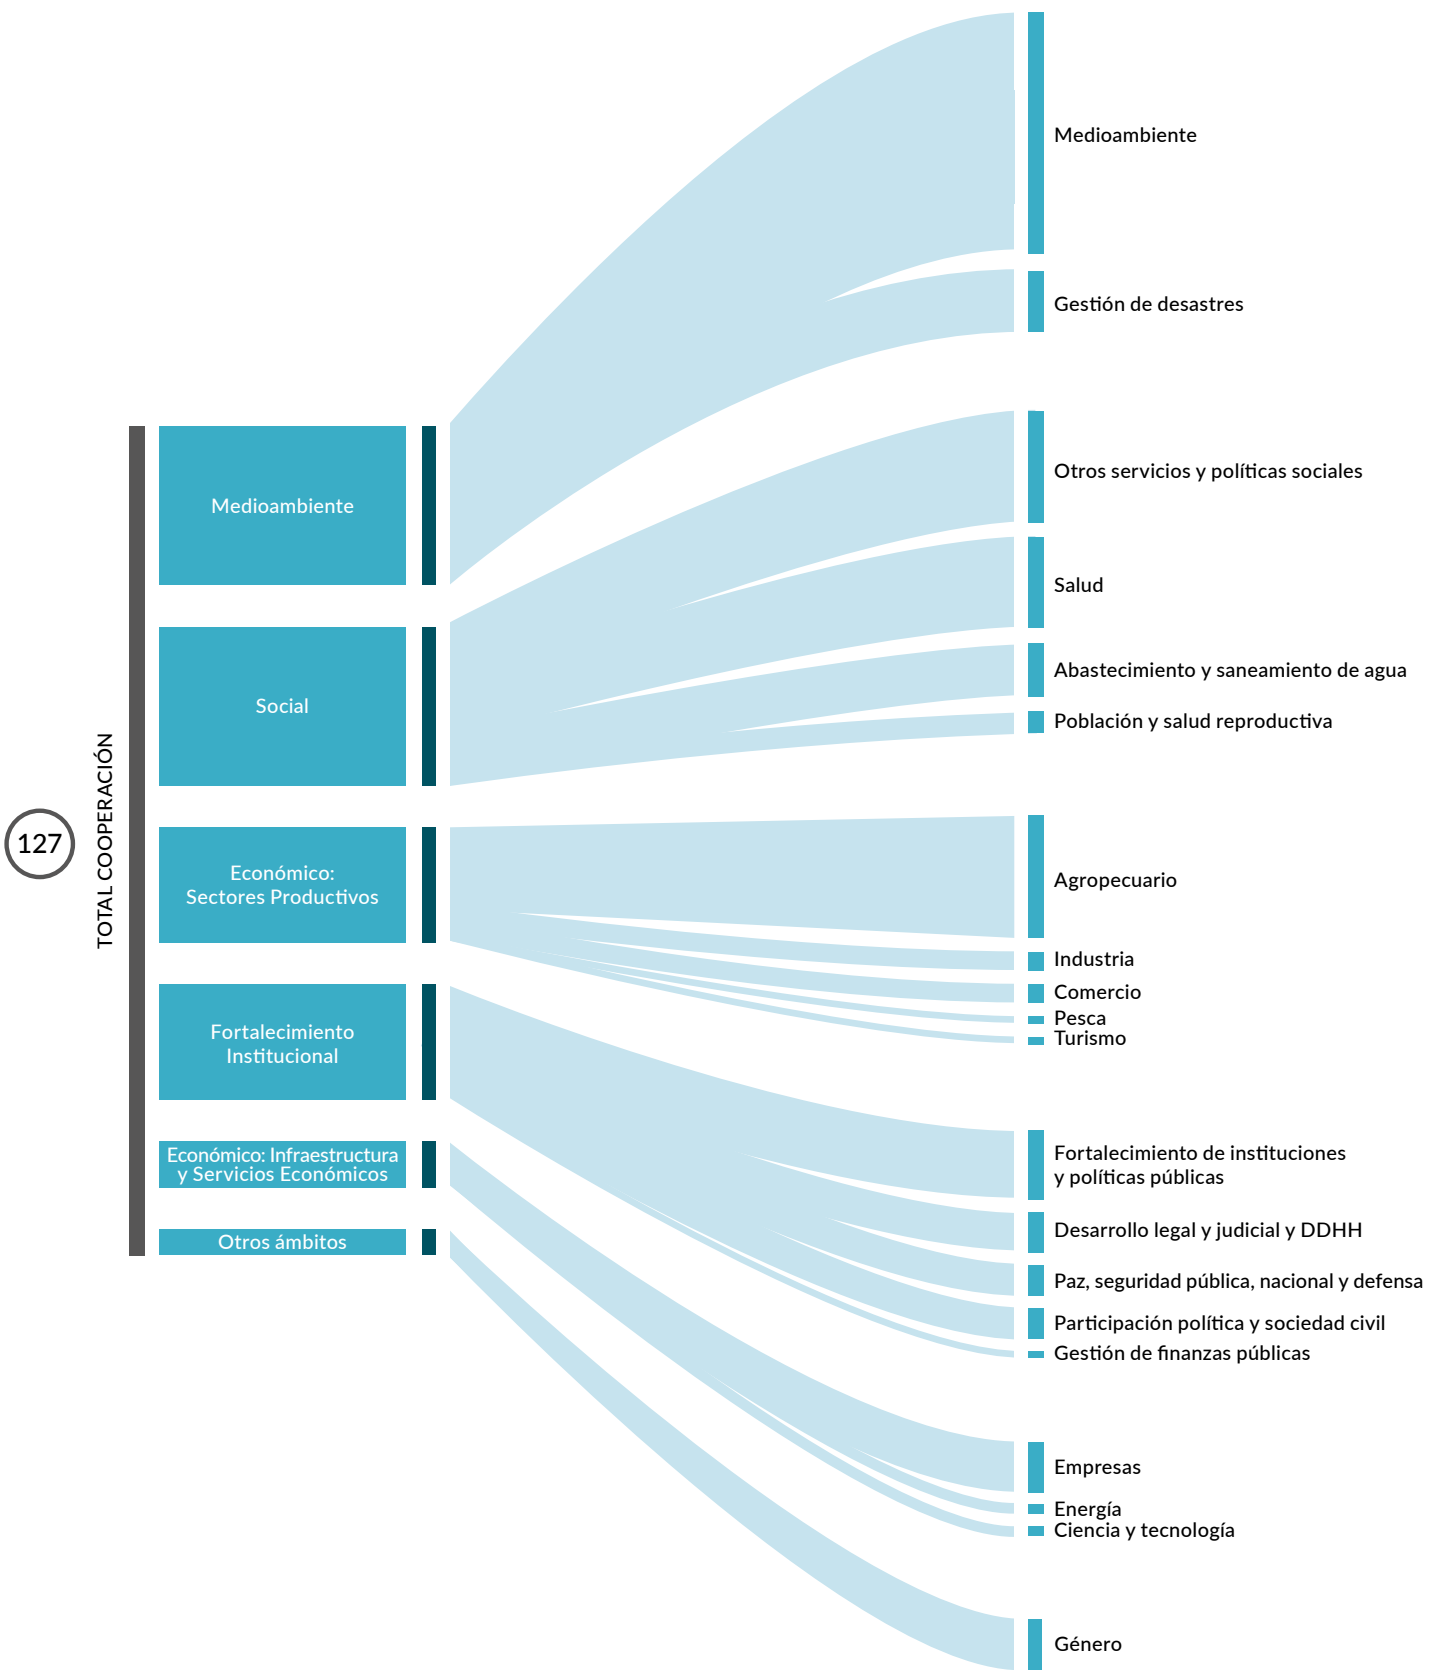 127
TOTAL COOPERACIÓN
Medioambiente
Social
Económico:
Sectores Productivos
Fortalecimiento
Institucional
Económico: Infraestructura
y Servicios Económicos
Otros ámbitos
Medioambiente
Gestión de desastres
Otros servicios y políticas sociales
Salud
Abastecimiento y saneamiento de agua
Población y salud reproductiva
Agropecuario
Industria
Comercio
Pesca
Turismo
Fortalecimiento de instituciones
y políticas públicas
Desarrollo legal y judicial y DDHH
Paz, seguridad pública, nacional y defensa
Participación política y sociedad civil
Gestión de finanzas públicas
Empresas
Energía
Ciencia y tecnología
Género